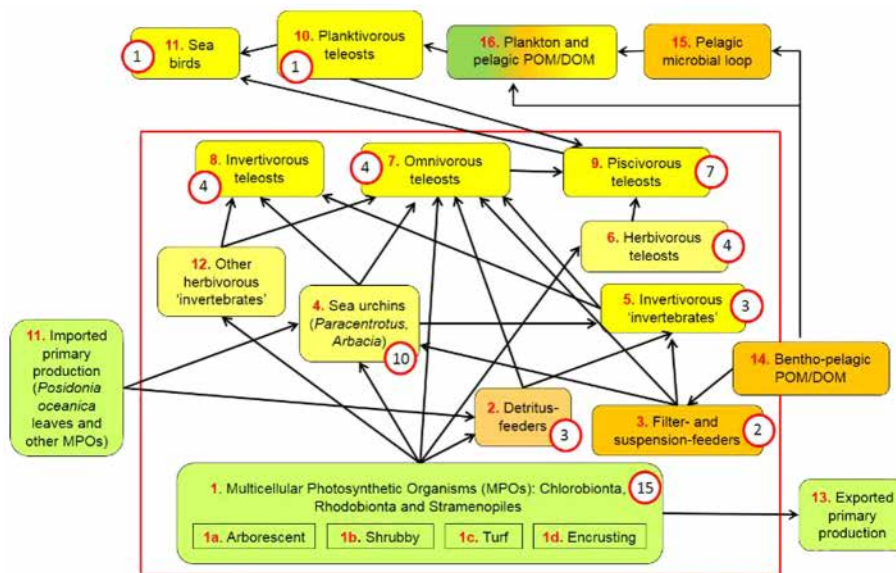 11. Sea
birds
1
10. Planktivorous
teleosts
1
16. Plankton and
pelagic POM/DOM
15. Pelagic
microbial loop
8. Invertivorous
teleosts
4
7. Omnivorous
teleosts
4
9. Piscivorous
teleosts
7
6. Herbivorous
teleosts
4
12. Other
herbivorous
'invertebrates'
4. Sea urchins
(Paracentrotus,
Arbacia)
10
5. Invertivorous
'invertebrates'
3
11. Imported
primary
production
(Posidonia
oceanica
leaves and
other MPOs)
14. Bentho-pelagic
POM/DOM
2. Detritus-
feeders
3
3. Filter- and
suspension-feeders
2
1. Multicellular Photosynthetic Organisms (MPOs): Chlorobionta,
Rhodobionta and Stramenopiles
15
1a. Arborescent
1b. Shrubby
1c. Turf
1d. Encrusting
13. Exported
primary
production